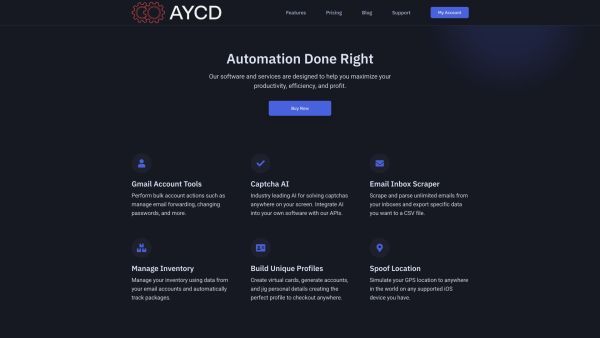 AYCD
Features Pricing Blog Support My Account
Automation Done Right
Our software and services are designed to help you maximize your
productivity, efficiency, and profit.
Buy Now
Gmail Account Tools
Perform bulk account actions such as
manage email forwarding, changing
passwords, and more.
Captcha AI
Industry leading AI for solving captchas
anywhere on your screen. Integrate AI
into your own software with our APIs.
Email Inbox Scraper
Scrape and parse unlimited emails from
your inboxes and export specific data
you want to a CSV file.
Manage Inventory
Manage your inventory using data from
your email accounts and automatically
track packages.
Build Unique Profiles
Create virtual cards, generate accounts,
and jig personal details creating the
perfect profile to checkout anywhere.
Spoof Location
Simulate your GPS location to anywhere
in the world on any supported iOS
device you have.